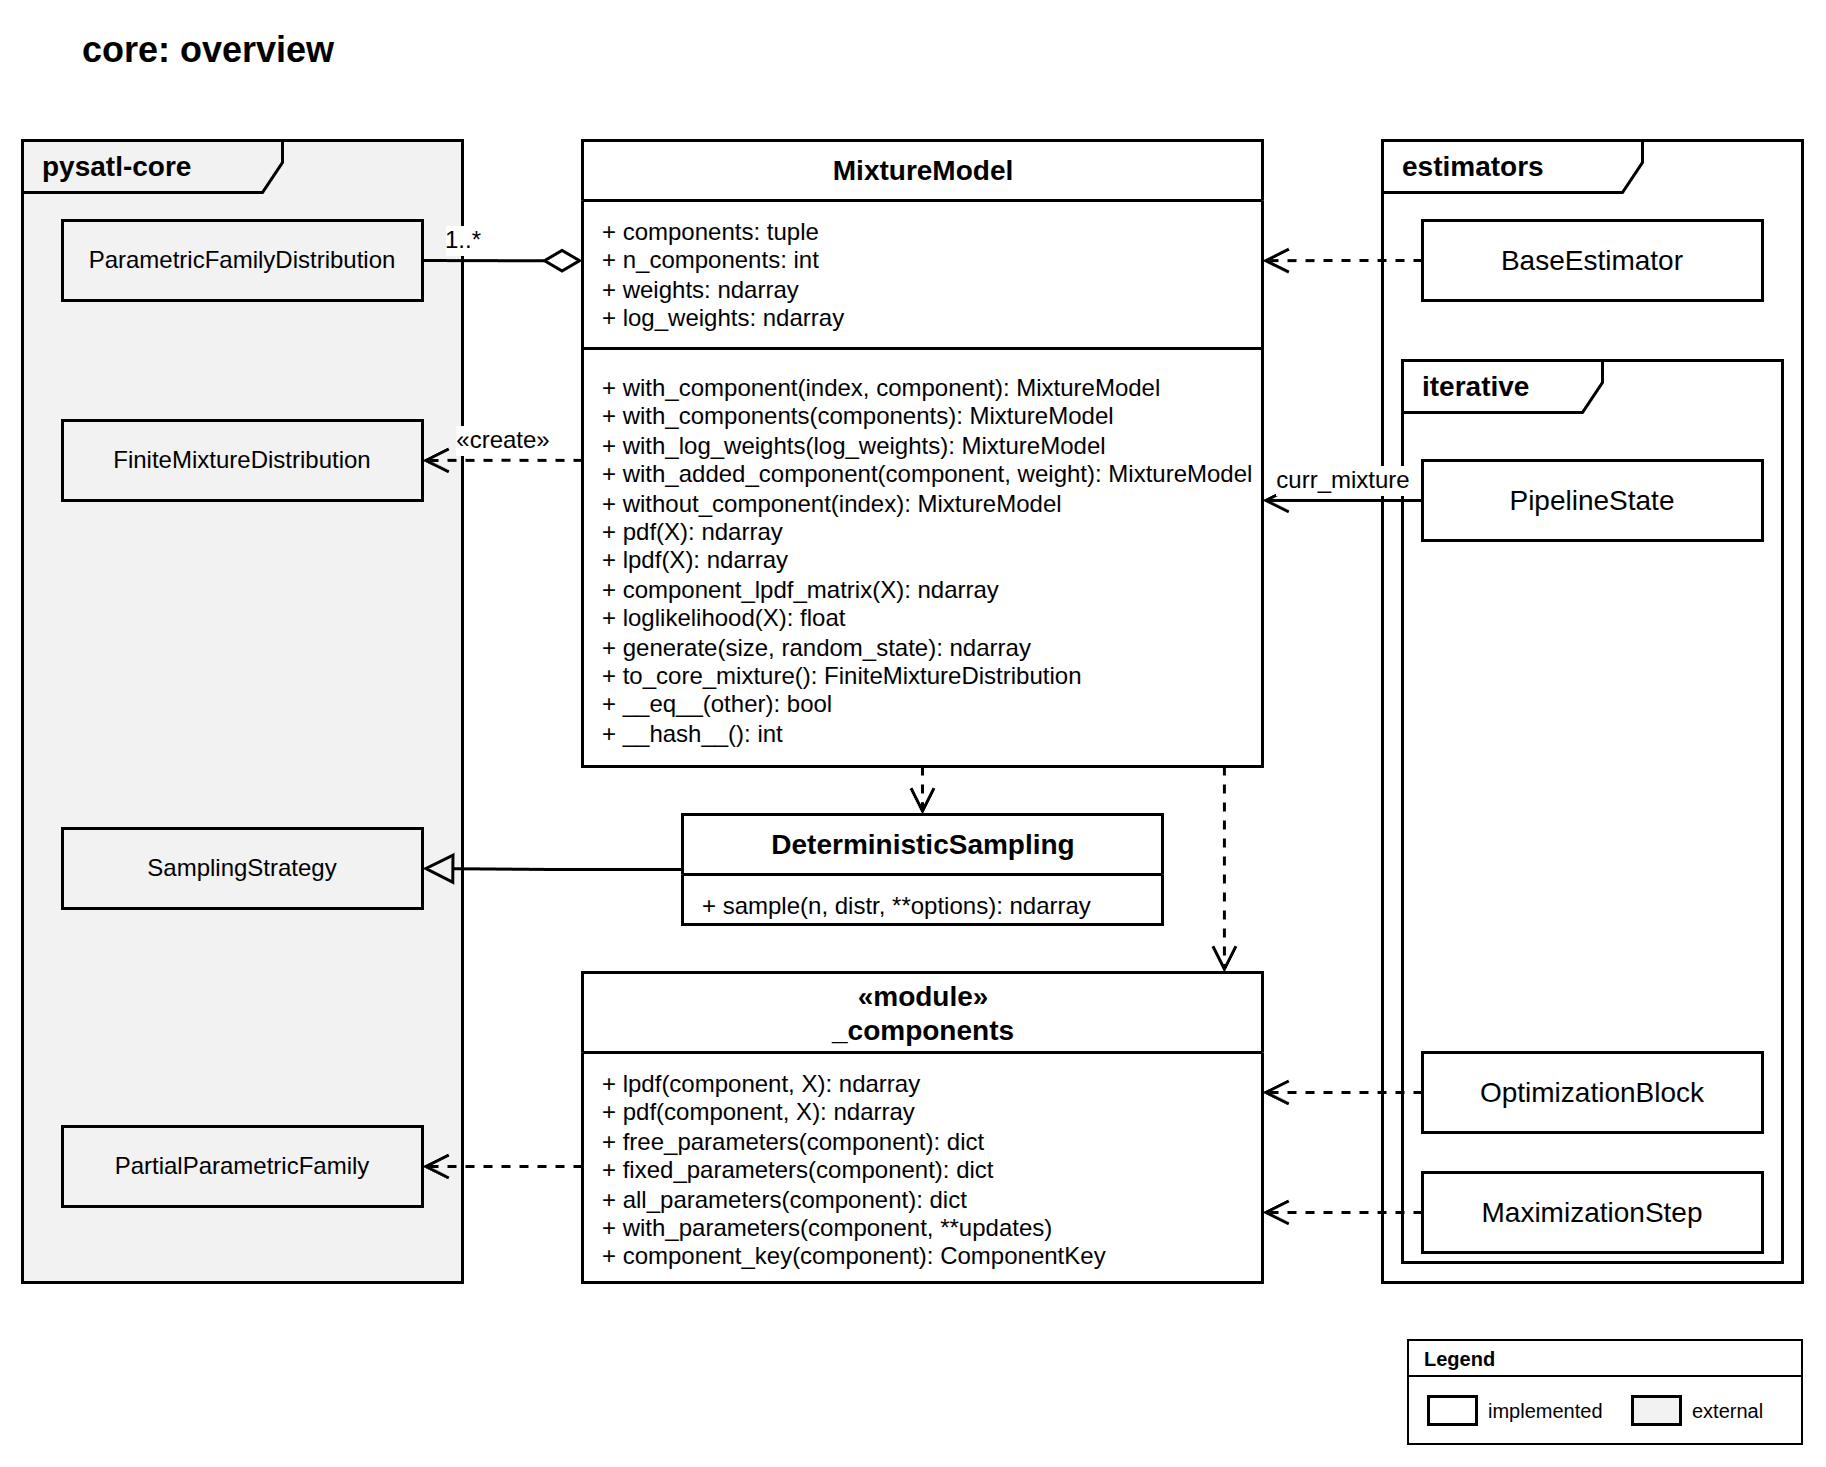 core: overview
pysatl-core
ParametricFamilyDistribution
1..*
FiniteMixtureDistribution
«create»
SamplingStrategy
PartialParametricFamily
MixtureModel
+ components: tuple
+ n_components: int
+ weights: ndarray
+ log_weights: ndarray
+ with_component(index, component): MixtureModel
+ with_components(components): MixtureModel
+ with_log_weights(log_weights): MixtureModel
+ with_added_component(component, weight): MixtureModel
+ without_component(index): MixtureModel
+ pdf(X): ndarray
+ lpdf(X): ndarray
+ component_lpdf_matrix(X): ndarray
+ loglikelihood(X): float
+ generate(size, random_state): ndarray
+ to_core_mixture(): FiniteMixtureDistribution
+ __eq__(other): bool
+ __hash__(): int
DeterministicSampling
+ sample(n, distr, **options): ndarray
«module»
_components
+ lpdf(component, X): ndarray
+ pdf(component, X): ndarray
+ free_parameters(component): dict
+ fixed_parameters(component): dict
+ all_parameters(component): dict
+ with_parameters(component, **updates)
+ component_key(component): ComponentKey
estimators
BaseEstimator
iterative
curr_mixture
PipelineState
OptimizationBlock
MaximizationStep
Legend
implemented
external